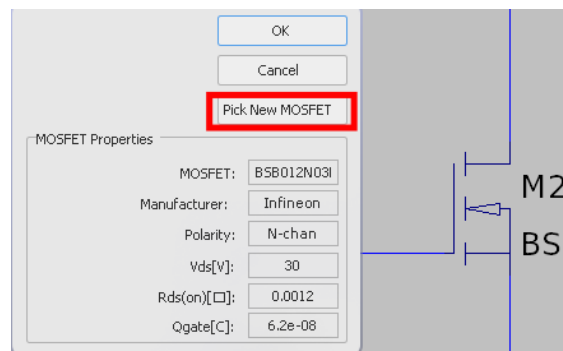 OK
Cancel
Pick New MOSFET
MOSFET Properties
MOSFET: BSB012N03l
Manufacturer: Infineon
Polarity: N-chan
Vds[V]: 30
Rds(on)[□]: 0.0012
Qgate[C]: 6.2e-08
M2
BS